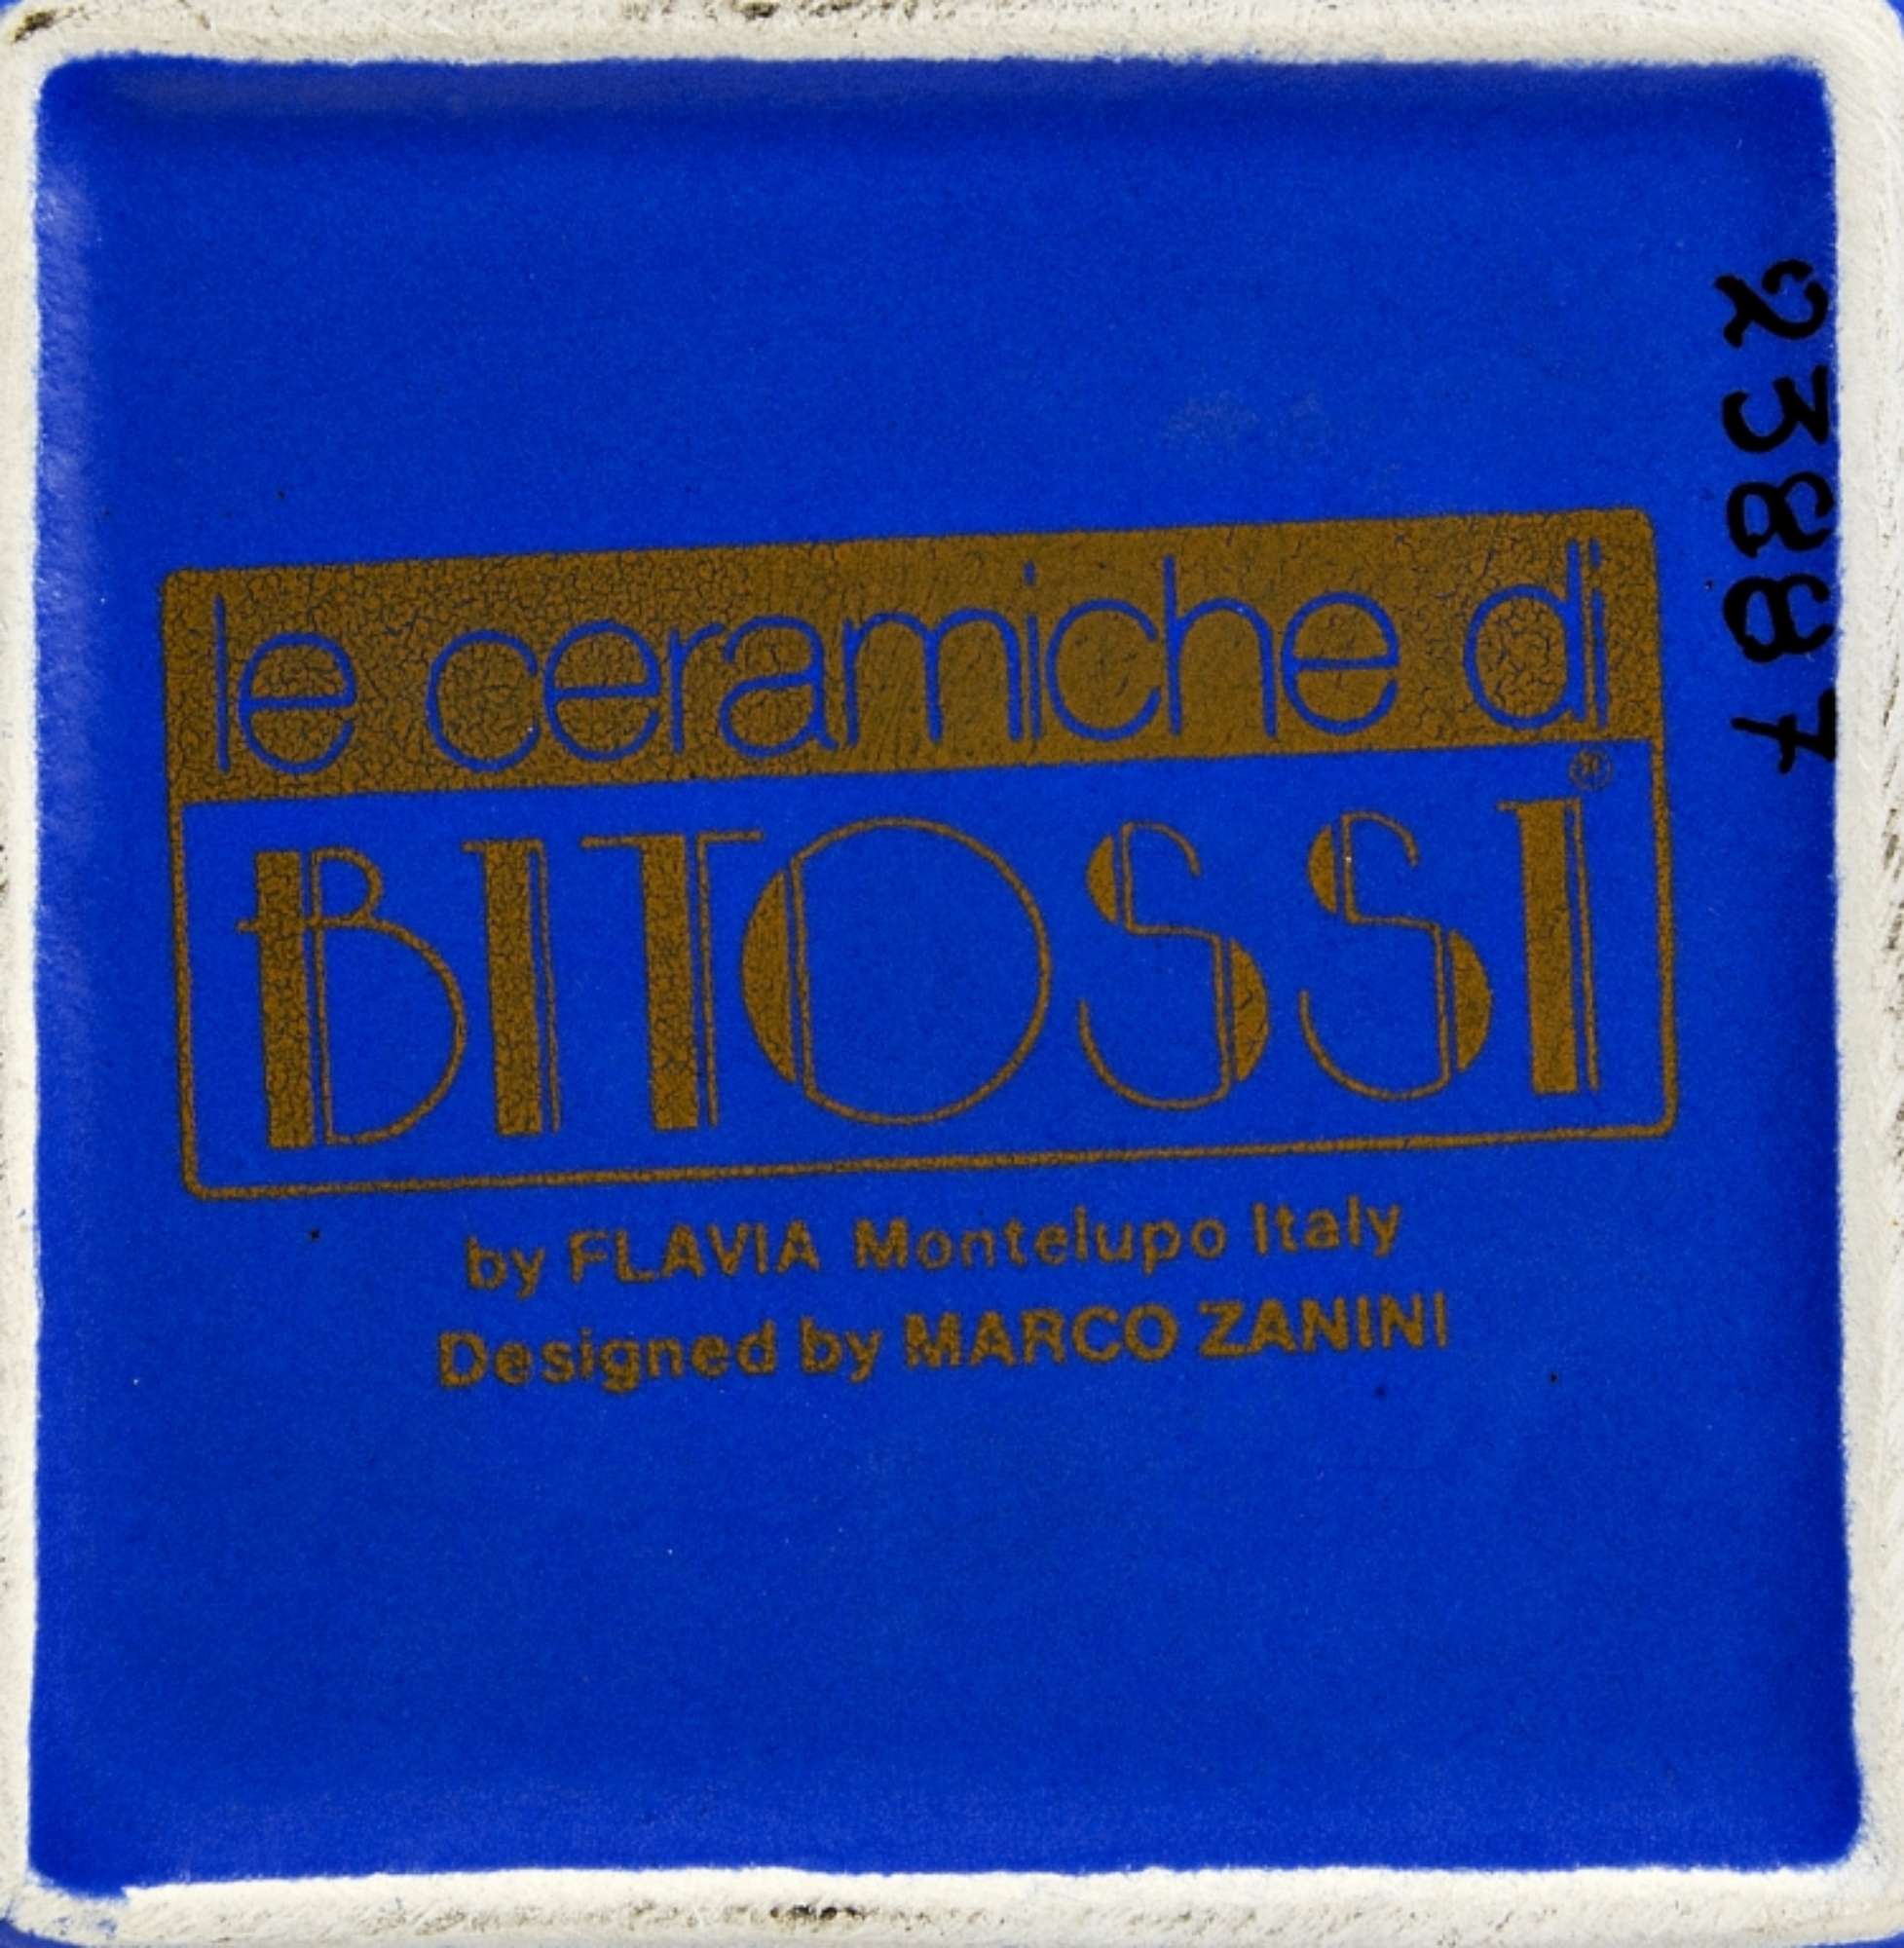 le ceramiche di
BITOSSI®
by FLAVIA Montelupo Italy
Designed by MARCO ZANINI
23887